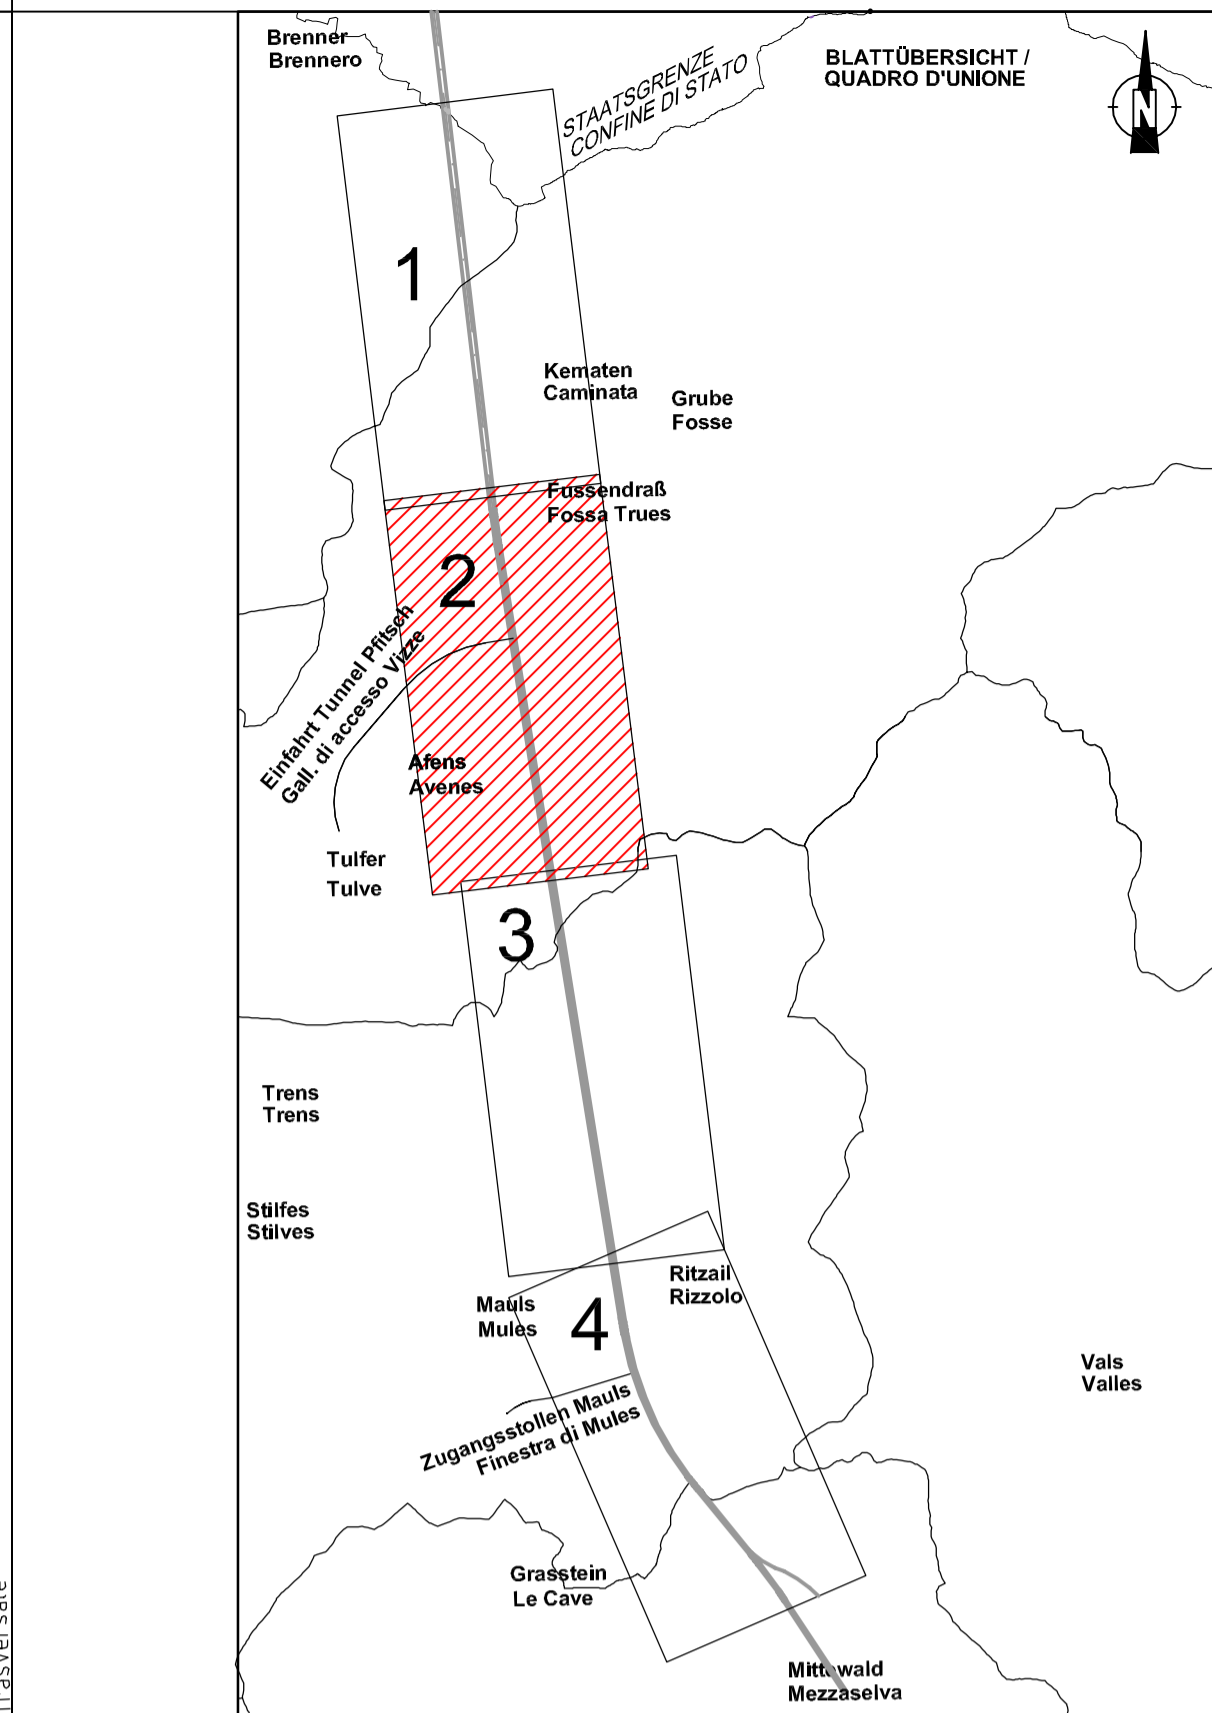 Brenner
Brennero
STAATSGRENZE
CONFINE DI STATO
BLATTÜBERSICHT /
QUADRO D'UNIONE
N
1
Kematen
Caminata
Grube
Fosse
Fussendraß
Fossa Trues
2
Einfahrt Tunnel Pfitsch
Gall. di accesso Vizze
Afens
Avenes
Tulfer
Tulve
3
Trens
Trens
Stilfes
Stilves
Ritzail
Rizzolo
Mauls
Mules
4
Vals
Valles
Zugangsstollen Mauls
Finestra di Mules
Grasstein
Le Cave
Mittewald
Mezzaselva